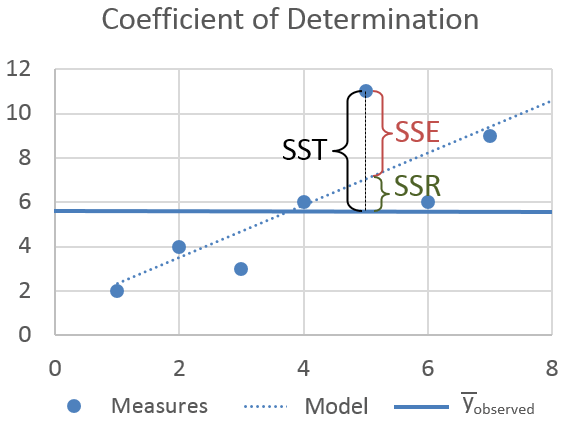 Coefficient of Determination
12
10
8
6
4
2
0
SST
SSE
SSR
0 2 4 6 8
Measures Model y̅observed